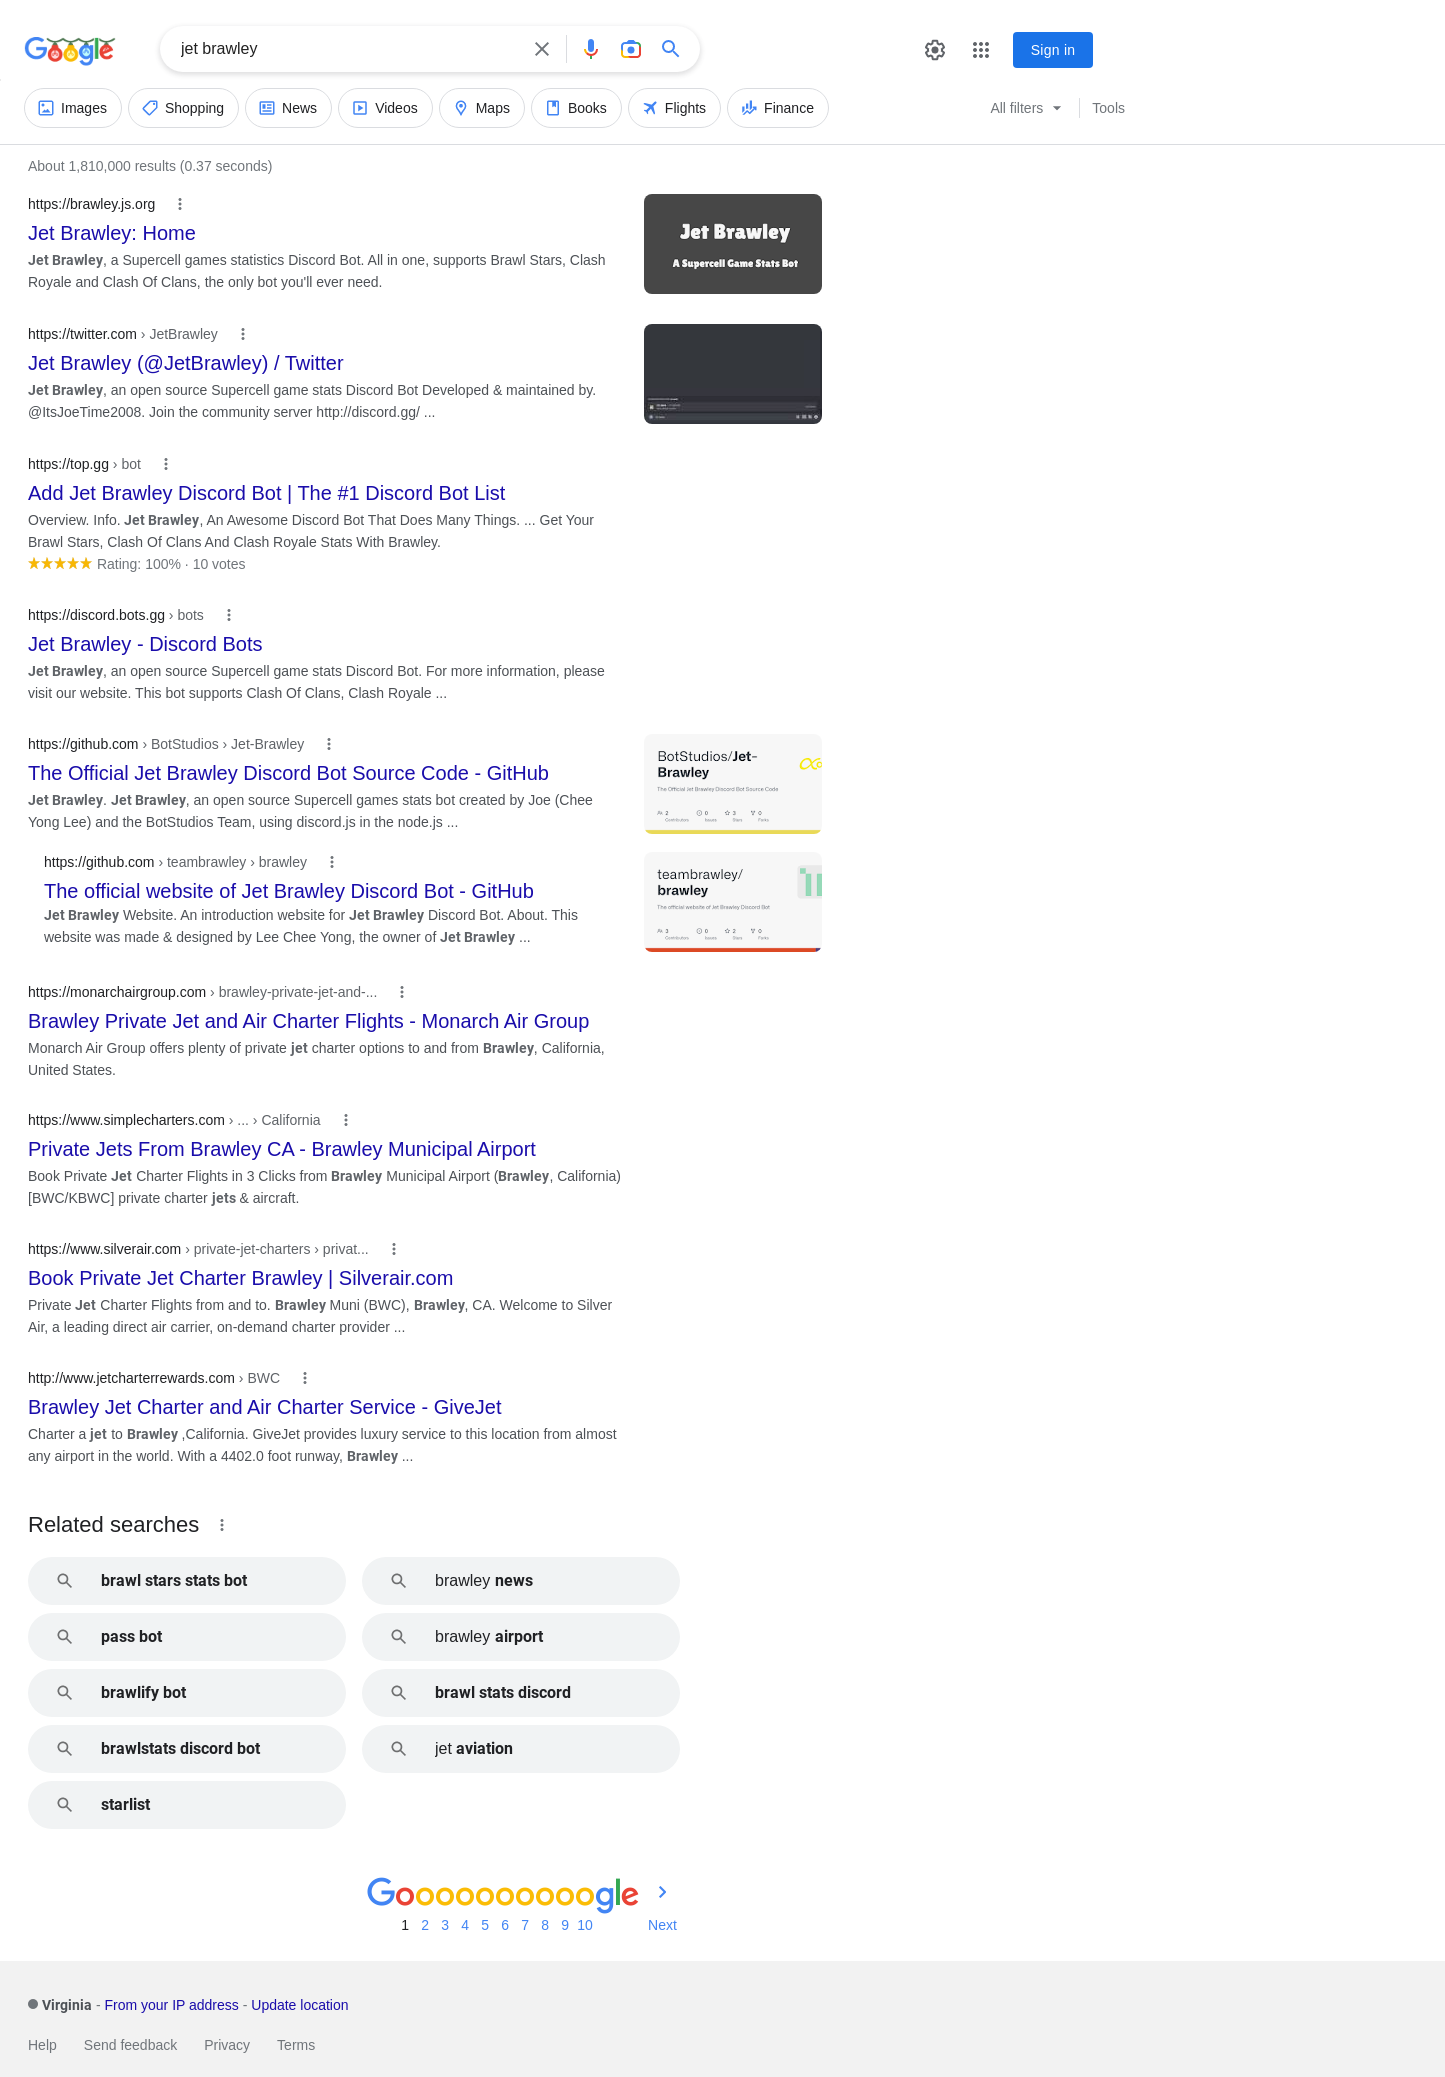 Google
jet brawley
Sign in
Images
Shopping
News
Videos
Maps
Books
Flights
Finance
All filters
Tools
About 1,810,000 results (0.37 seconds)
https://brawley.js.org
Jet Brawley: Home
Jet Brawley, a Supercell games statistics Discord Bot. All in one, supports Brawl Stars, Clash
Royale and Clash Of Clans, the only bot you'll ever need.
Jet Brawley
A Supercell Game Stats Bot
https://twitter.com › JetBrawley
Jet Brawley (@JetBrawley) / Twitter
Jet Brawley, an open source Supercell game stats Discord Bot Developed & maintained by.
@ItsJoeTime2008. Join the community server http://discord.gg/ ...
https://top.gg › bot
Add Jet Brawley Discord Bot | The #1 Discord Bot List
Overview. Info. Jet Brawley, An Awesome Discord Bot That Does Many Things. ... Get Your
Brawl Stars, Clash Of Clans And Clash Royale Stats With Brawley.
Rating: 100% · 10 votes
https://discord.bots.gg › bots
Jet Brawley - Discord Bots
Jet Brawley, an open source Supercell game stats Discord Bot. For more information, please
visit our website. This bot supports Clash Of Clans, Clash Royale ...
https://github.com › BotStudios › Jet-Brawley
The Official Jet Brawley Discord Bot Source Code - GitHub
Jet Brawley. Jet Brawley, an open source Supercell games stats bot created by Joe (Chee
Yong Lee) and the BotStudios Team, using discord.js in the node.js ...
BotStudios/Jet-
Brawley
The Official Jet Brawley Discord Bot Source Code
2 0 3 0
Contributors Issues Stars Forks
https://github.com › teambrawley › brawley
The official website of Jet Brawley Discord Bot - GitHub
Jet Brawley Website. An introduction website for Jet Brawley Discord Bot. About. This
website was made & designed by Lee Chee Yong, the owner of Jet Brawley ...
teambrawley/
brawley
The official website of Jet Brawley Discord Bot
3 0 2 0
Contributors Issues Stars Forks
https://monarchairgroup.com › brawley-private-jet-and-...
Brawley Private Jet and Air Charter Flights - Monarch Air Group
Monarch Air Group offers plenty of private jet charter options to and from Brawley, California,
United States.
https://www.simplecharters.com › ... › California
Private Jets From Brawley CA - Brawley Municipal Airport
Book Private Jet Charter Flights in 3 Clicks from Brawley Municipal Airport (Brawley, California)
[BWC/KBWC] private charter jets & aircraft.
https://www.silverair.com › private-jet-charters › privat...
Book Private Jet Charter Brawley | Silverair.com
Private Jet Charter Flights from and to. Brawley Muni (BWC), Brawley, CA. Welcome to Silver
Air, a leading direct air carrier, on-demand charter provider ...
http://www.jetcharterrewards.com › BWC
Brawley Jet Charter and Air Charter Service - GiveJet
Charter a jet to Brawley ,California. GiveJet provides luxury service to this location from almost
any airport in the world. With a 4402.0 foot runway, Brawley ...
Related searches
brawl stars stats bot
brawley news
pass bot
brawley airport
brawlify bot
brawl stats discord
brawlstats discord bot
jet aviation
starlist
Goooooooooogle
1 2 3 4 5 6 7 8 9 10 Next
Virginia - From your IP address - Update location
Help Send feedback Privacy Terms